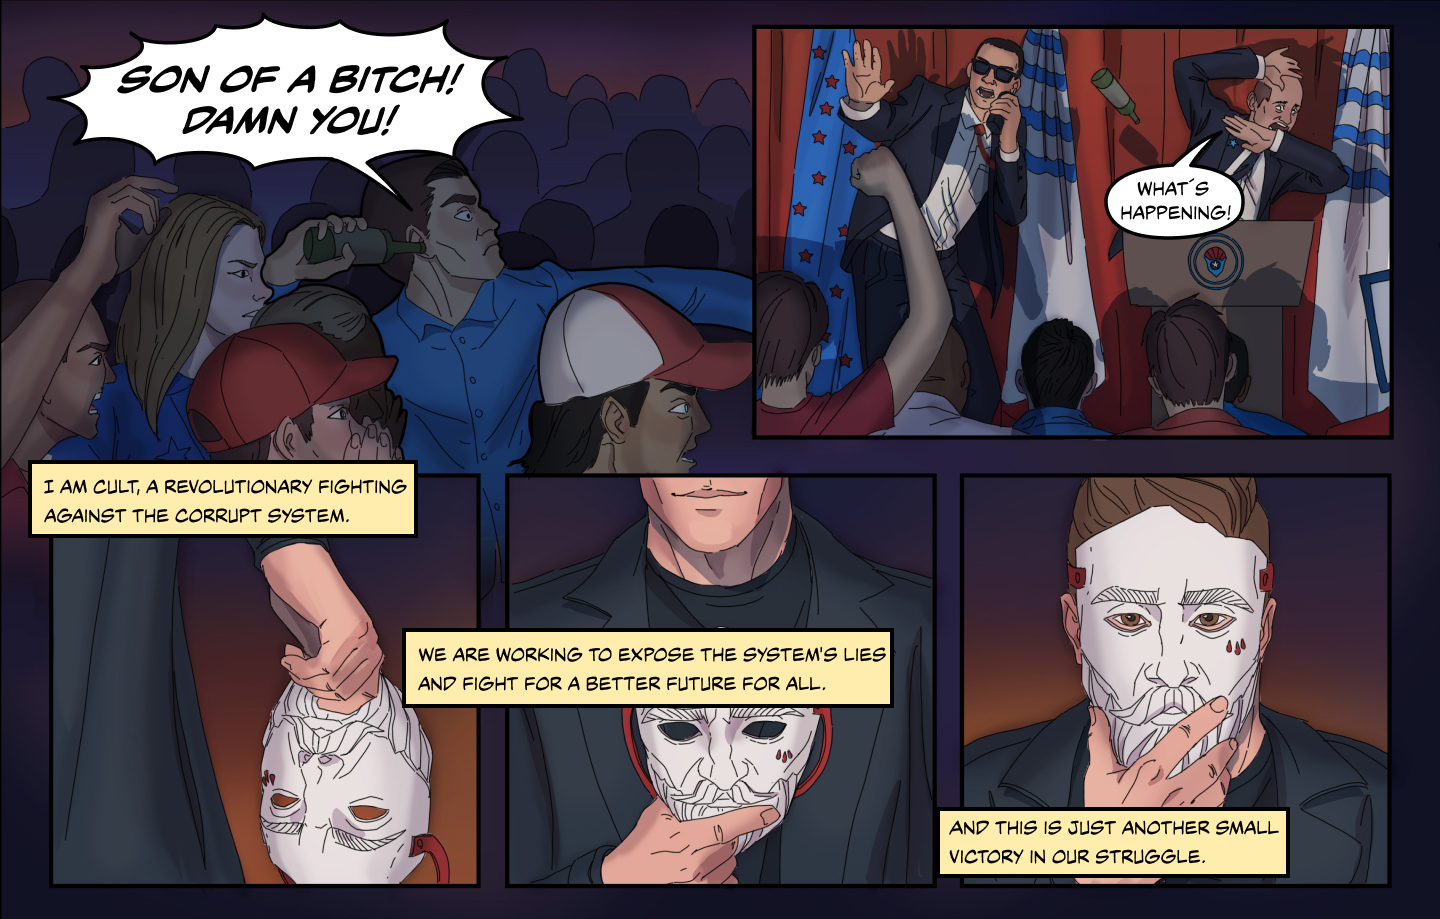 SON OF A BITCH!
DAMN YOU!
WHAT´S
HAPPENING!
I AM CULT, A REVOLUTIONARY FIGHTING
AGAINST THE CORRUPT SYSTEM.
WE ARE WORKING TO EXPOSE THE SYSTEM'S LIES
AND FIGHT FOR A BETTER FUTURE FOR ALL.
AND THIS IS JUST ANOTHER SMALL
VICTORY IN OUR STRUGGLE.